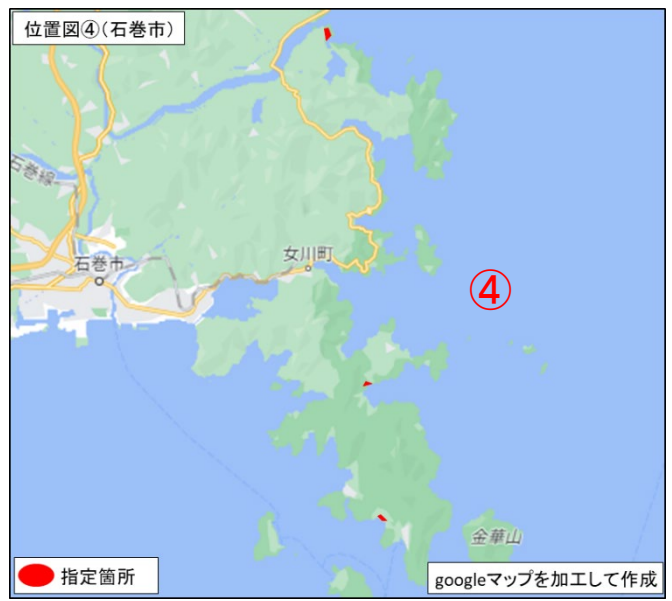 位置図④(石巻市)
石巻線
石巻市
女川町
④
金華山
指定箇所
googleマップを加工して作成